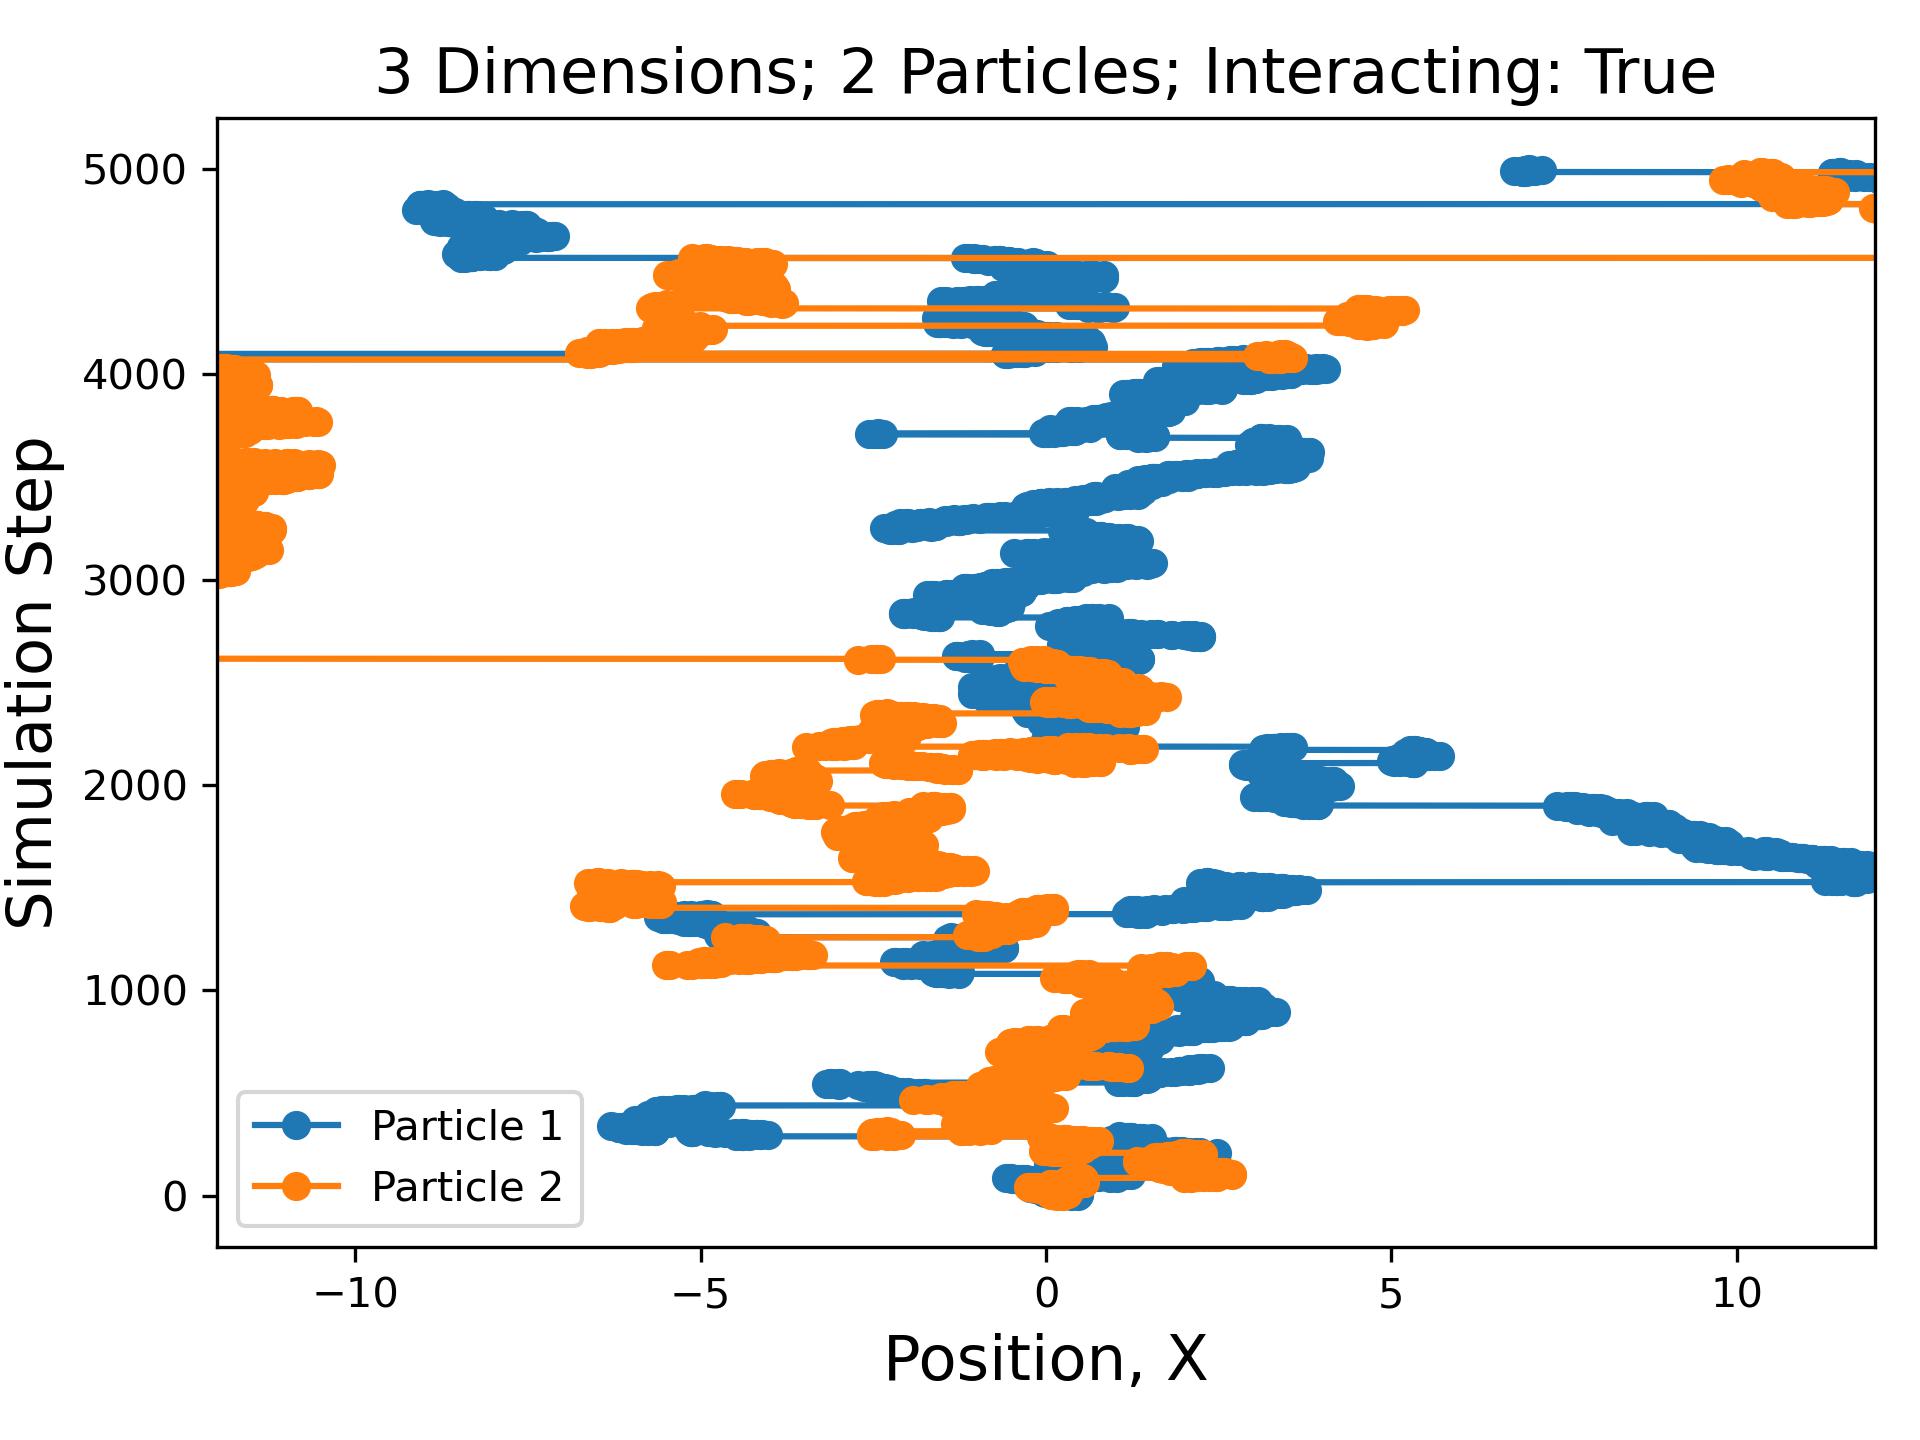 3 Dimensions; 2 Particles; Interacting: True
5000
4000
3000
2000
1000
0
Simulation Step
Particle 1
Particle 2
−10
−5
0
5
10
Position, X